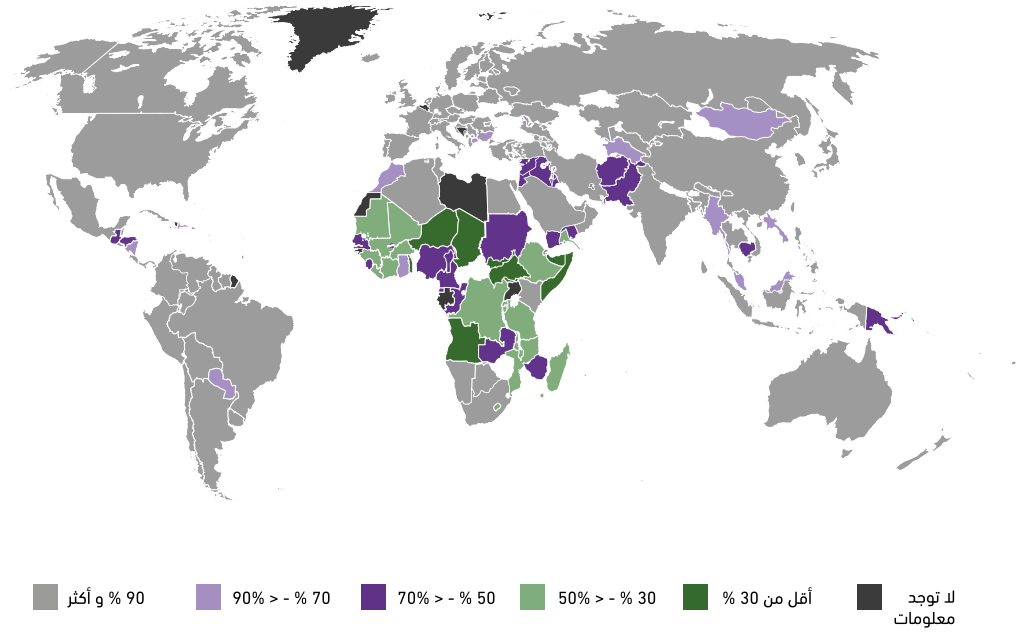 90 % و أكثر
90% > - % 70
70% > - % 50
50% > - % 30
أقل من 30 %
لا توجد
معلومات